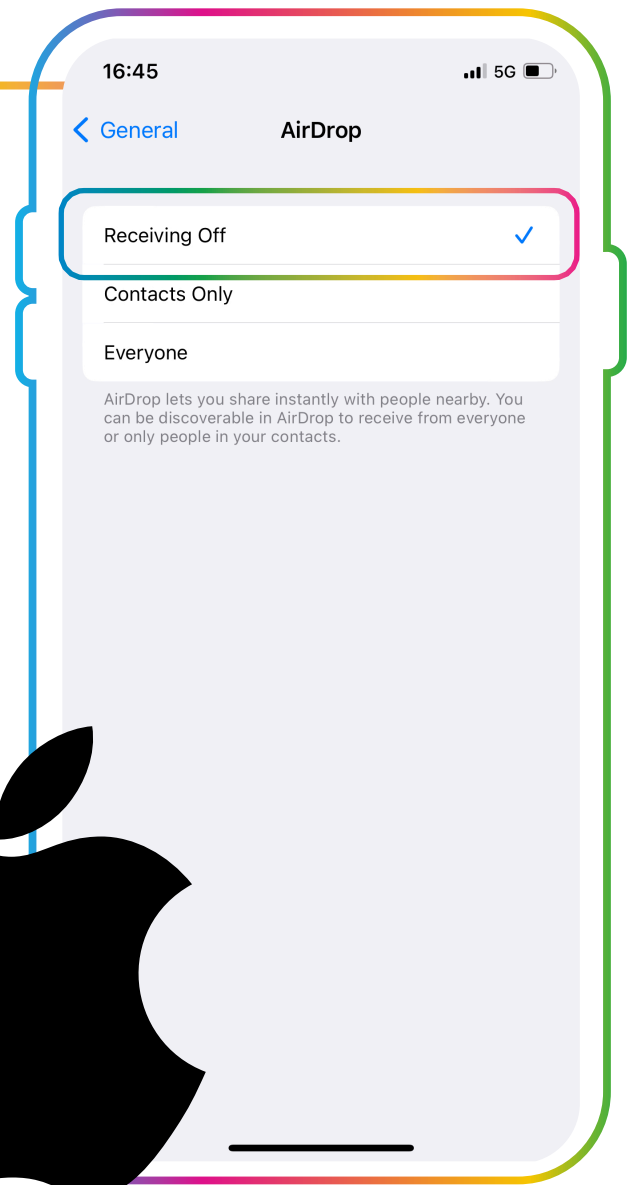 16:45 5G
General AirDrop
Receiving Off
Contacts Only
Everyone
AirDrop lets you share instantly with people nearby. You
can be discoverable in AirDrop to receive from everyone
or only people in your contacts.